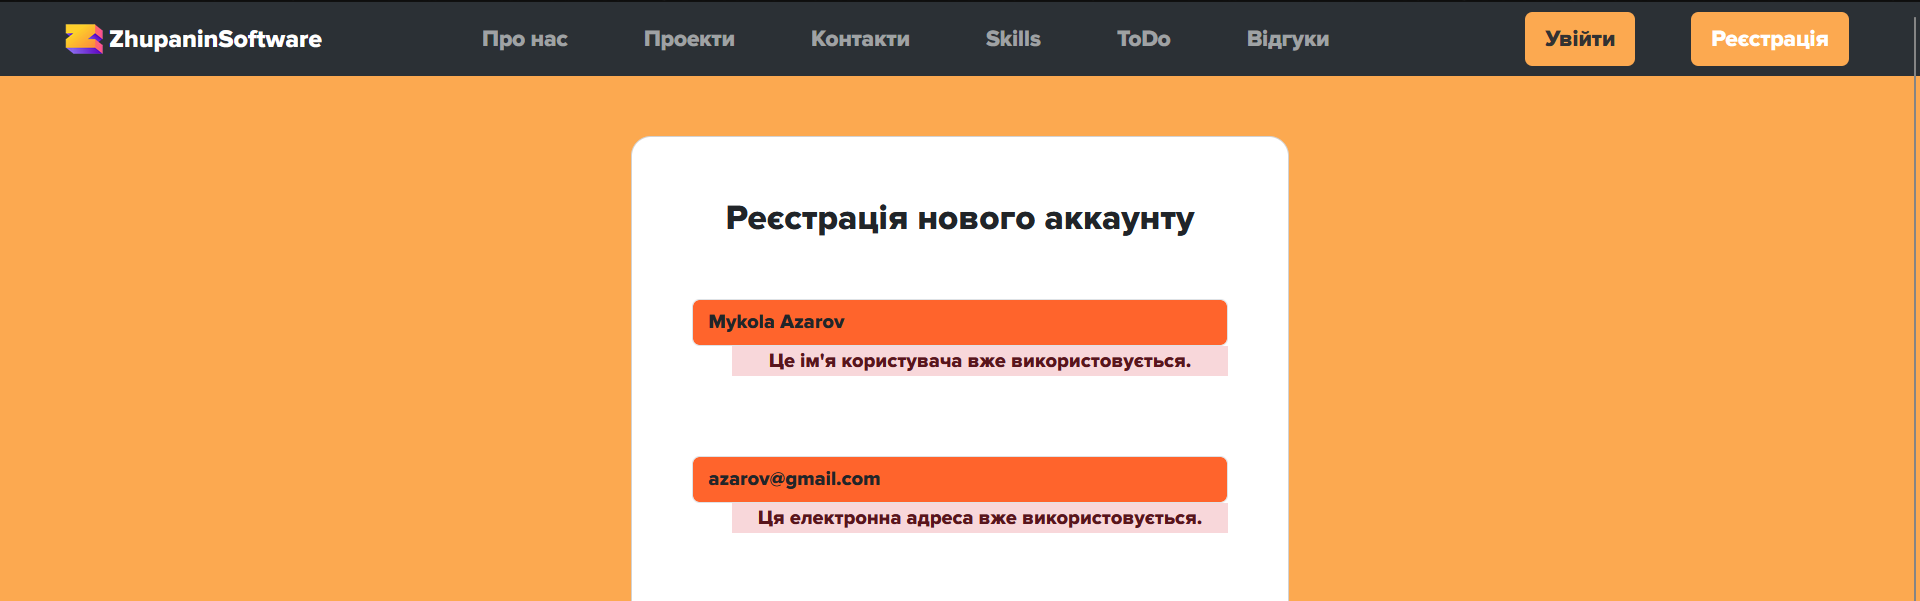 ZhupaninSoftware Про нас Проекти Контакти Skills ToDo Відгуки Увійти Реєстрація
Реєстрація нового аккаунту
Mykola Azarov
Це ім'я користувача вже використовується.
azarov@gmail.com
Ця електронна адреса вже використовується.